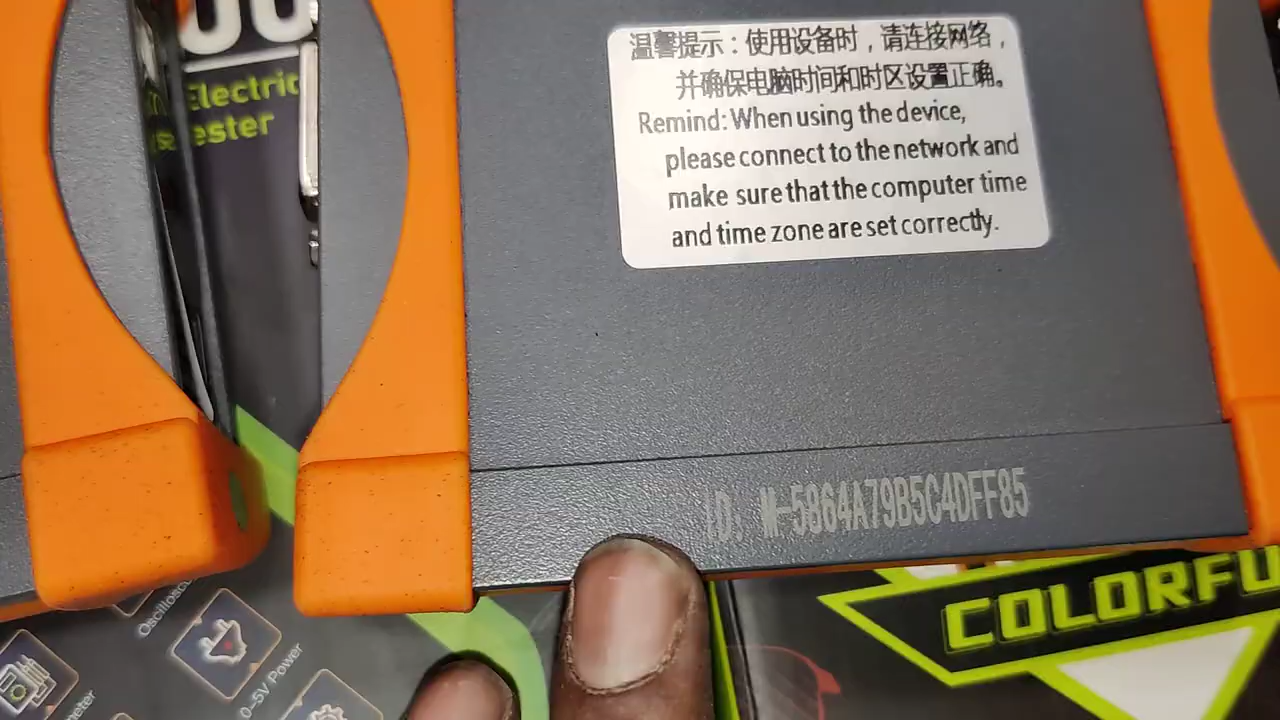 Electric
ester
温馨提示：使用设备时，请连接网络，
并确保电脑时间和时区设置正确。
Remind: When using the device,
please connect to the network and
make sure that the computer time
and time zone are set correctly.
ID: M-5864A79B5C4DFF85
COLORFU
0-5V Power